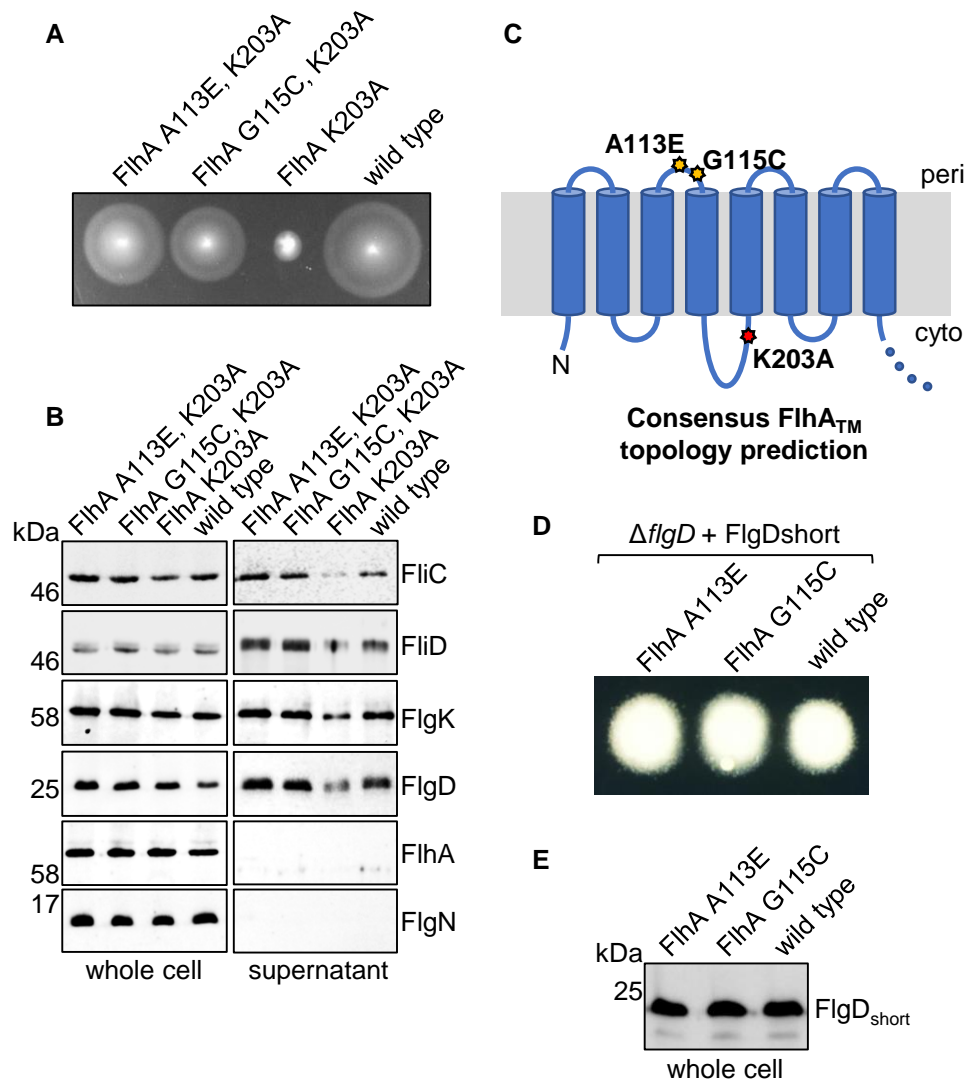 A
FlhA A113E, K203A
FlhA G115C, K203A
FlhA K203A
wild type
B
FlhA A113E, K203A
FlhA G115C, K203A
FlhA K203A
wild type
FlhA A113E, K203A
FlhA G115C, K203A
FlhA K203A
wild type
kDa
46
FliC
46
FliD
58
FlgK
25
FlgD
58
FlhA
17
FlgN
whole cell
supernatant
C
A113E
G115C
peri
cyto
N
K203A
Consensus FlhATM
topology prediction
D
ΔflgD + FlgDshort
FlhA A113E
FlhA G115C
wild type
E
FlhA A113E
FlhA G115C
wild type
kDa
25
FlgDshort
whole cell